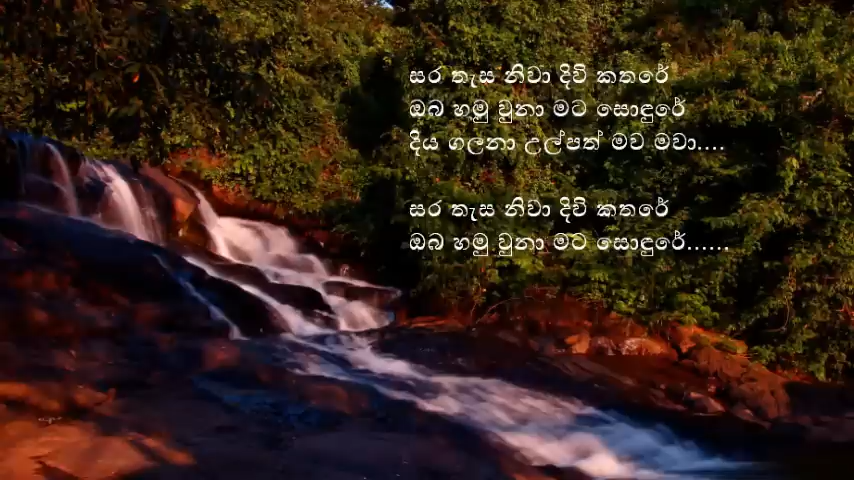 සර තැස නිවා දිවි කතරේ
ඔබ හමු වුනා මට සොඳුරේ
දිය ගලනා උල්පත් මව මවා....
සර තැස නිවා දිවි කතරේ
ඔබ හමු වුනා මට සොඳුරේ......